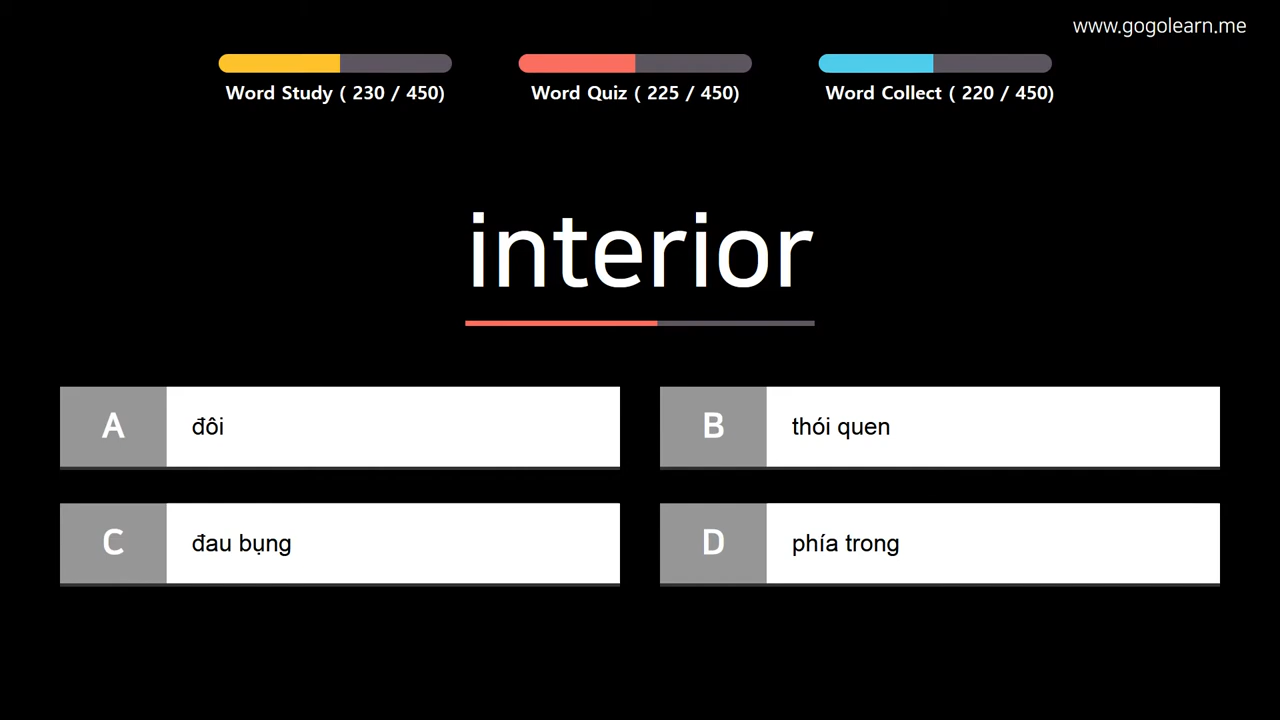 www.gogolearn.me
Word Study ( 230 / 450)
Word Quiz ( 225 / 450)
Word Collect ( 220 / 450)
interior
A
đôi
B
thói quen
C
đau bụng
D
phía trong